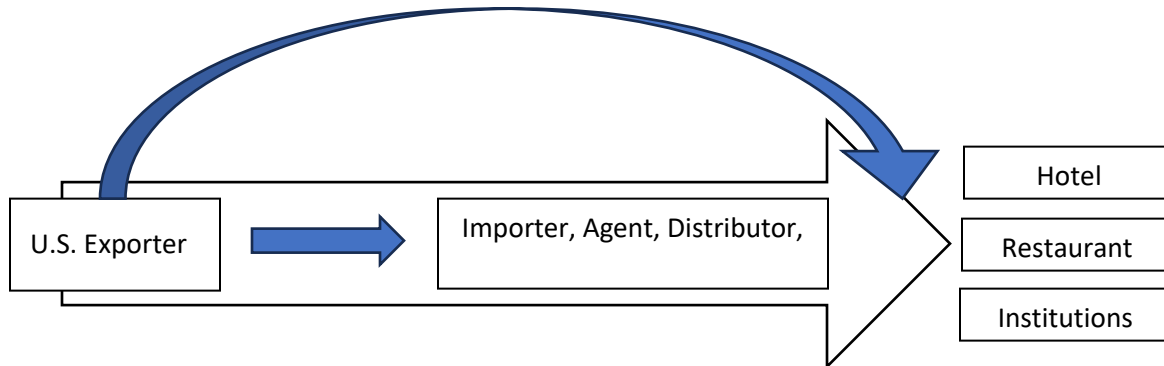 U.S. Exporter
Importer, Agent, Distributor,
Hotel
Restaurant
Institutions